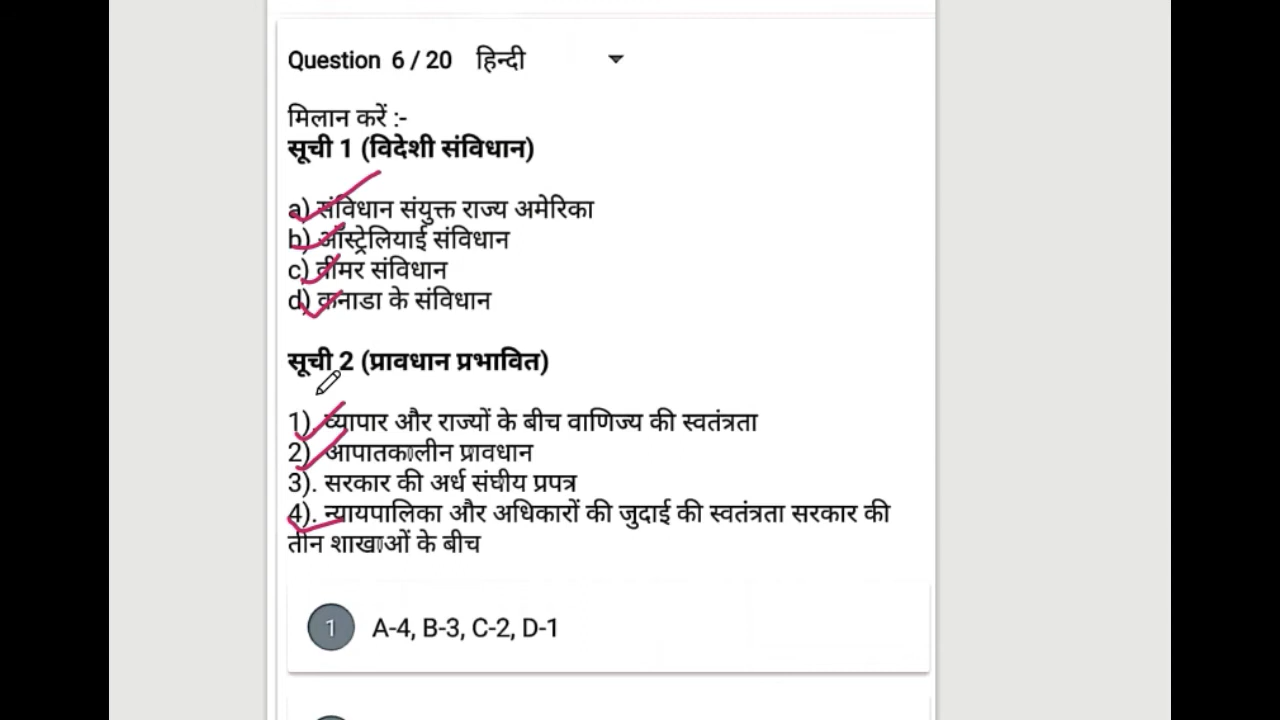 Question 6 / 20 हिन्दी
मिलान करें :-
सूची 1 (विदेशी संविधान)
a) संविधान संयुक्त राज्य अमेरिका
b) ऑस्ट्रेलियाई संविधान
c) वीमर संविधान
d) कनाडा के संविधान
सूची 2 (प्रावधान प्रभावित)
1). व्यापार और राज्यों के बीच वाणिज्य की स्वतंत्रता
2). आपातकालीन प्रावधान
3). सरकार की अर्ध संघीय प्रपत्र
4). न्यायपालिका और अधिकारों की जुदाई की स्वतंत्रता सरकार की
तीन शाखाओं के बीच
1 A-4, B-3, C-2, D-1